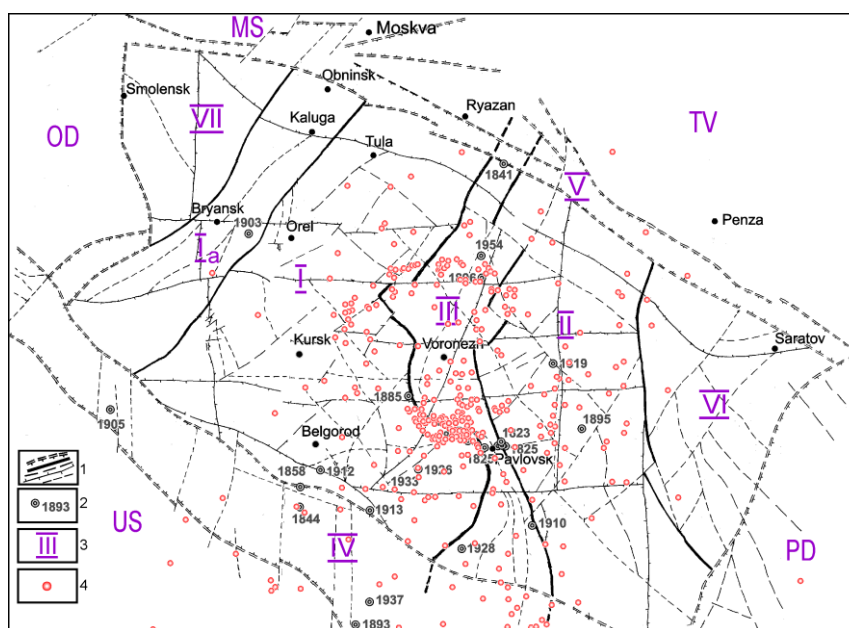 MS
Moskva
Obninsk
Smolensk
VII
Ryazan
TV
OD
Kaluga
Tula
1841
V
Bryansk
1903
Orel
Penza
1954
Ia
I
III
II
Saratov
Kursk
Voronezh
1885
1895
VI
1905
Belgorod
1823
1825
1825
Pavlovsk
1
1858
1912
1926
1933
1893
2
US
1844
1913
1910
III
3
IV
1928
PD
4
1937
1893